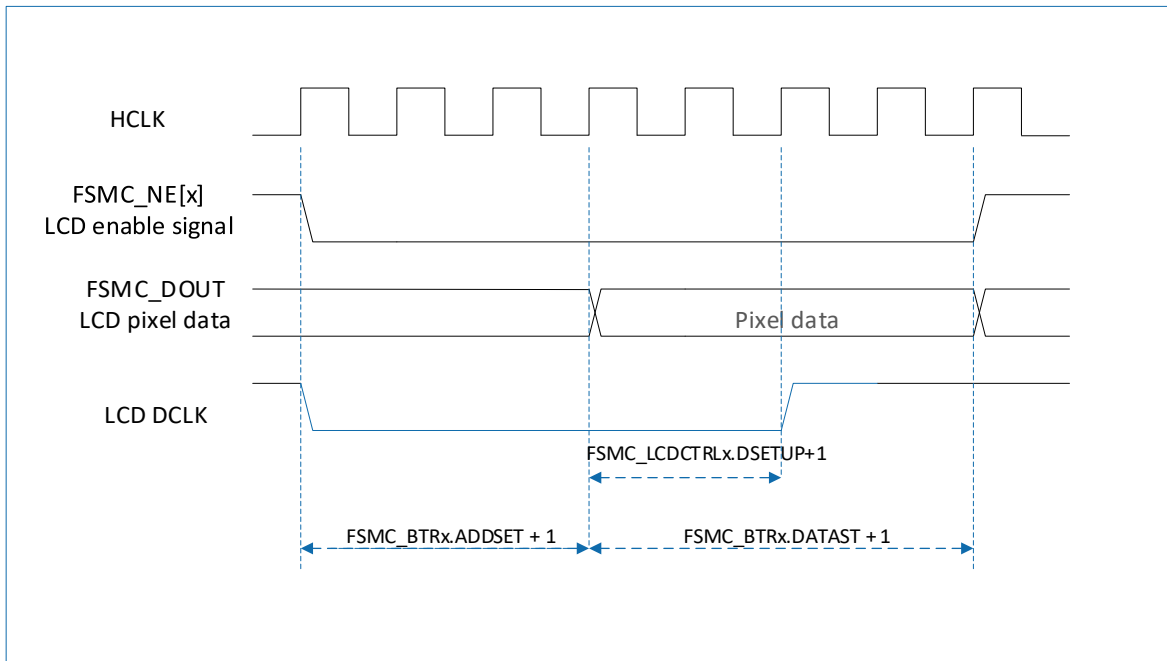 HCLK
FSMC_NE[x]
LCD enable signal
FSMC_DOUT
LCD pixel data
Pixel data
LCD DCLK
FSMC_LCDCTRLx.DSETUP+1
FSMC_BTRx.ADDSET + 1
FSMC_BTRx.DATAST + 1